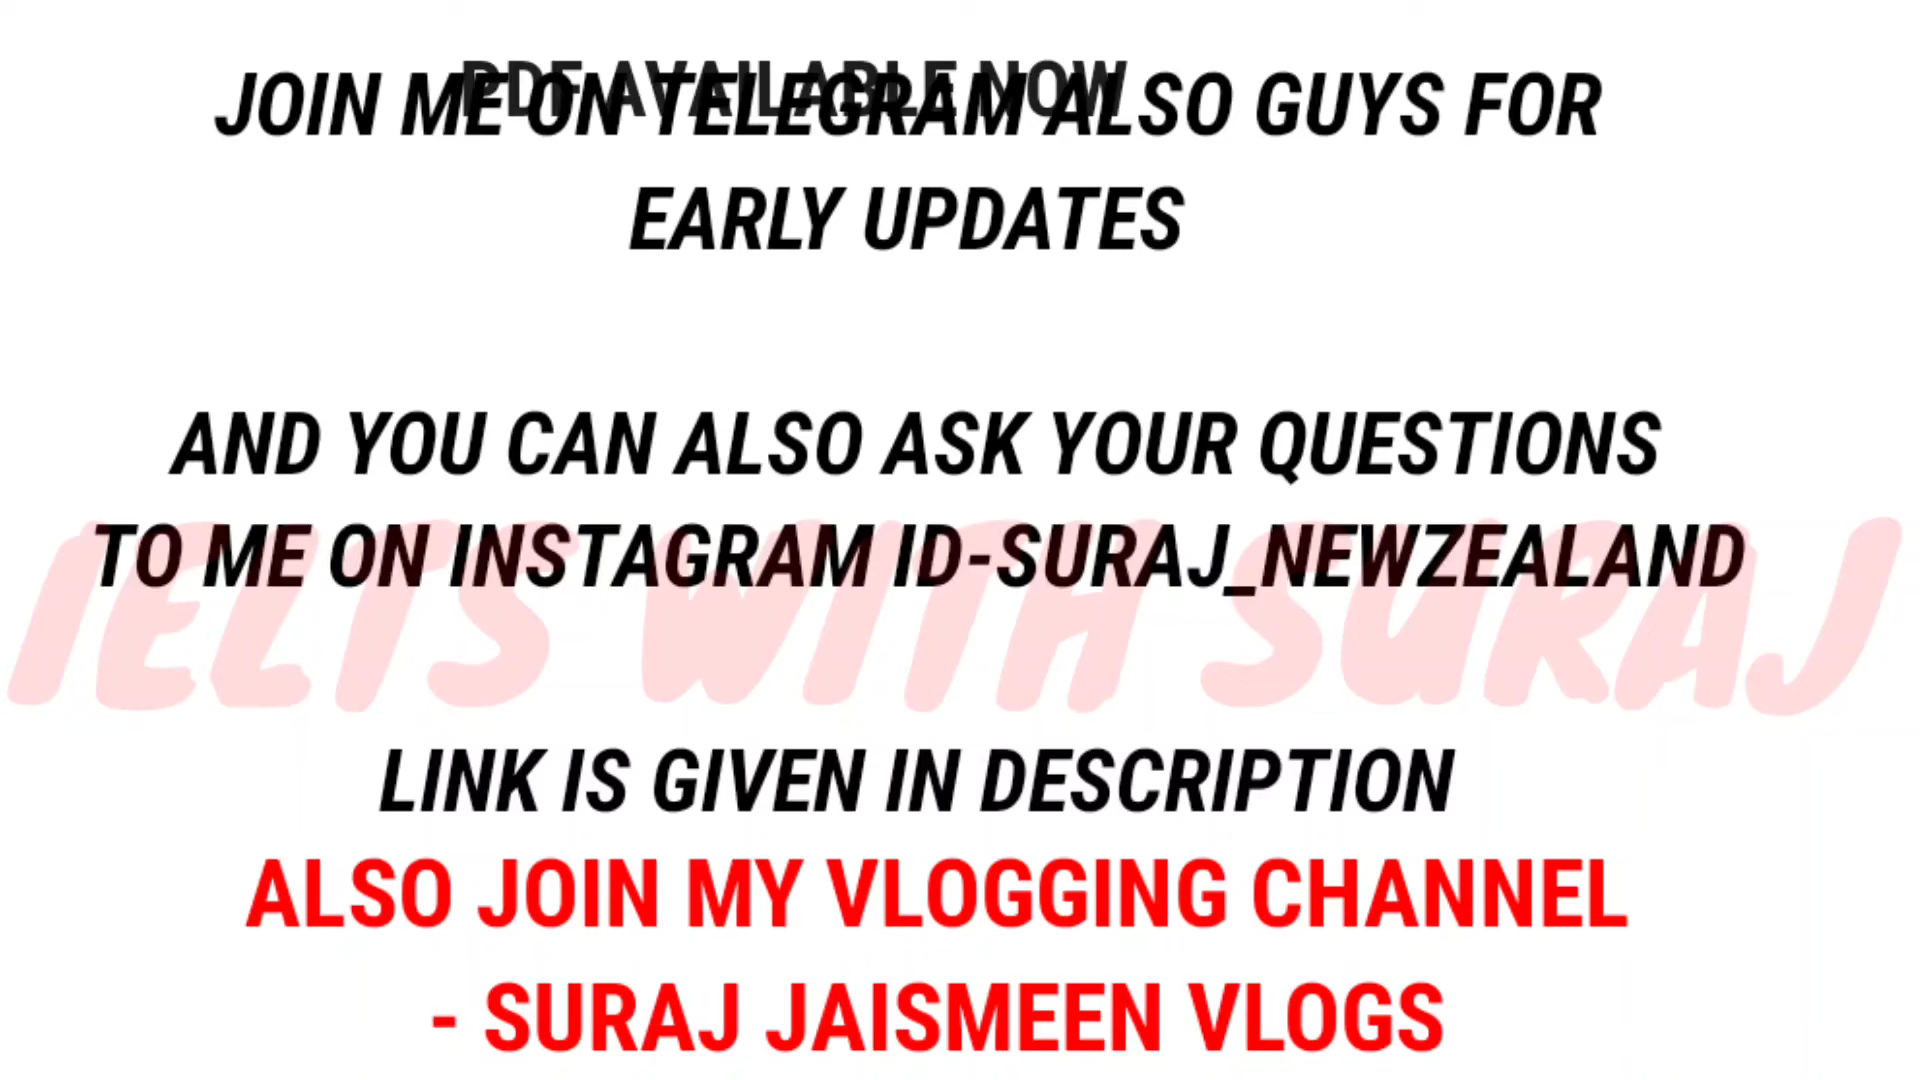 PDF AVAILABLE NOW
JOIN ME ON TELEGRAM ALSO GUYS FOR
EARLY UPDATES
AND YOU CAN ALSO ASK YOUR QUESTIONS
TO ME ON INSTAGRAM ID-SURAJ_NEWZEALAND
IELTS WITH SURAJ
LINK IS GIVEN IN DESCRIPTION
ALSO JOIN MY VLOGGING CHANNEL
- SURAJ JAISMEEN VLOGS